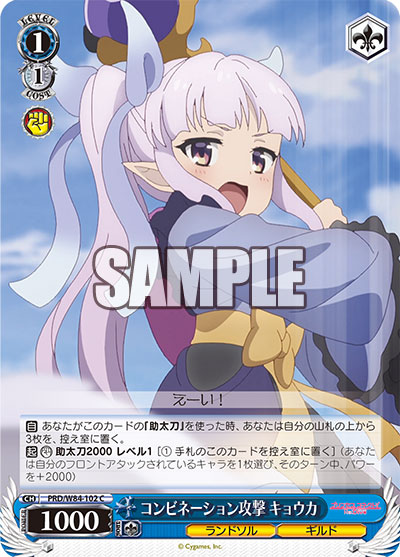 LEVEL
1
1
COST
SAMPLE
えーい！
自 あなたがこのカードの『助太刀』を使った時、あなたは自分の山札の上から
3枚を、控え室に置く。
起 助太刀2000 レベル1 [① 手札のこのカードを控え室に置く] （あなた
は自分のフロントアタックされているキャラを1枚選び、そのターン中、パワー
を+2000）
CH
PRD/W84-102 C
コンビネーション攻撃 キョウカ
POWER
1000
ランドソル
ギルド
© Cygames, Inc.